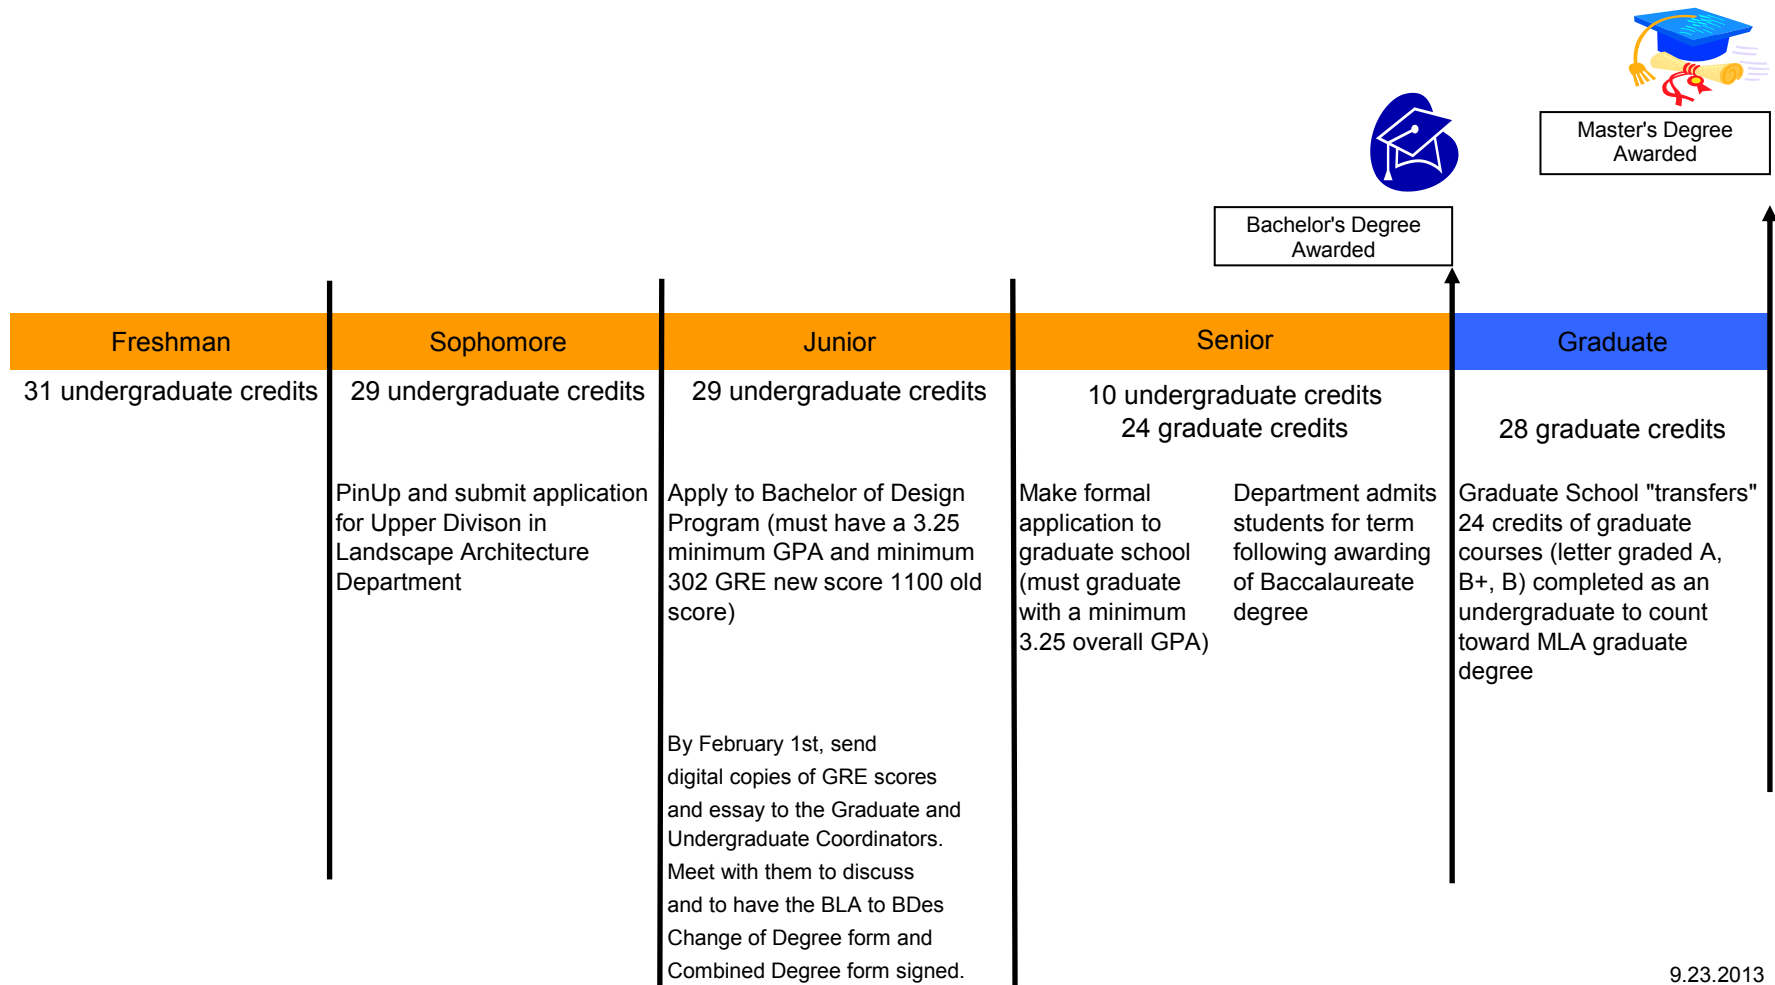 Master's Degree
Awarded
Bachelor's Degree
Awarded
Freshman
Sophomore
Junior
Senior
Graduate
31 undergraduate credits
29 undergraduate credits
29 undergraduate credits
10 undergraduate credits
24 graduate credits
28 graduate credits
PinUp and submit application
for Upper Divison in
Landscape Architecture
Department
Apply to Bachelor of Design
Program (must have a 3.25
minimum GPA and minimum
302 GRE new score 1100 old
score)
By February 1st, send
digital copies of GRE scores
and essay to the Graduate and
Undergraduate Coordinators.
Meet with them to discuss
and to have the BLA to BDes
Change of Degree form and
Combined Degree form signed.
Make formal
application to
graduate school
(must graduate
with a minimum
3.25 overall GPA)
Department admits
students for term
following awarding
of Baccalaureate
degree
Graduate School "transfers"
24 credits of graduate
courses (letter graded A,
B+, B) completed as an
undergraduate to count
toward MLA graduate
degree
9.23.2013